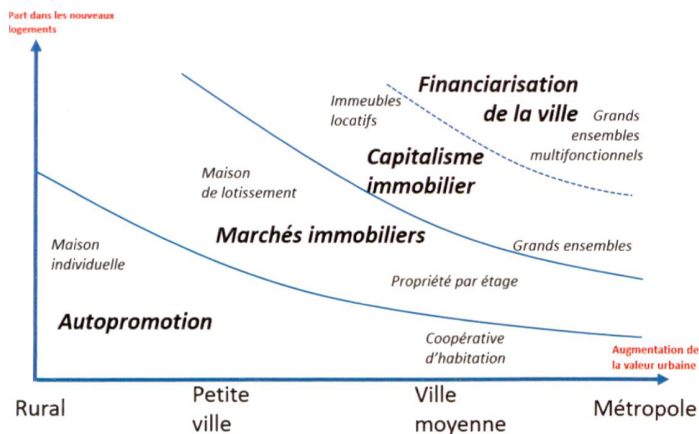 Part dans les nouveaux
logements
Financiarisation
de la ville
Immeubles
locatifs
Grands
ensembles
multifonctionnels
Capitalisme
immobilier
Maison
de lotissement
Marchés immobiliers
Grands ensembles
Maison
individuelle
Propriété par étage
Autopromotion
Coopérative
d'habitation
Augmentation de
la valeur urbaine
Rural
Petite
ville
Ville
moyenne
Métropole